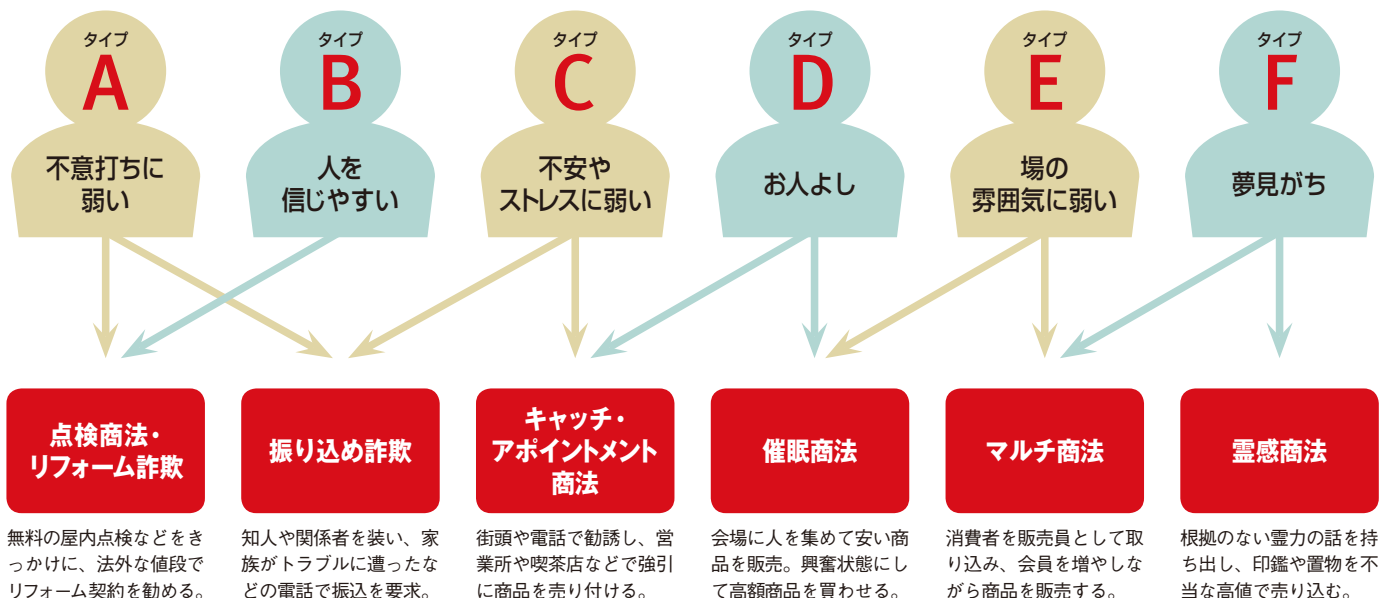 タイプ
A
不意打ちに
弱い
タイプ
B
人を
信じやすい
タイプ
C
不安や
ストレスに弱い
タイプ
D
お人よし
タイプ
E
場の
雰囲気に弱い
タイプ
F
夢見がち
点検商法・
リフォーム詐欺
無料の屋内点検などをき
っかけに、法外な値段で
リフォーム契約を勧める。
振り込め詐欺
知人や関係者を装い、家
族がトラブルに遭ったな
どの電話で振込を要求。
キャッチ・
アポイントメント
商法
街頭や電話で勧誘し、営
業所や喫茶店などで強引
に商品を売り付ける。
催眠商法
会場に人を集めて安い商
品を販売。興奮状態にし
て高額商品を買わせる。
マルチ商法
消費者を販売員として取
り込み、会員を増やしな
がら商品を販売する。
霊感商法
根拠のない霊力の話を持
ち出し、印鑑や置物を不
当な高値で売り込む。